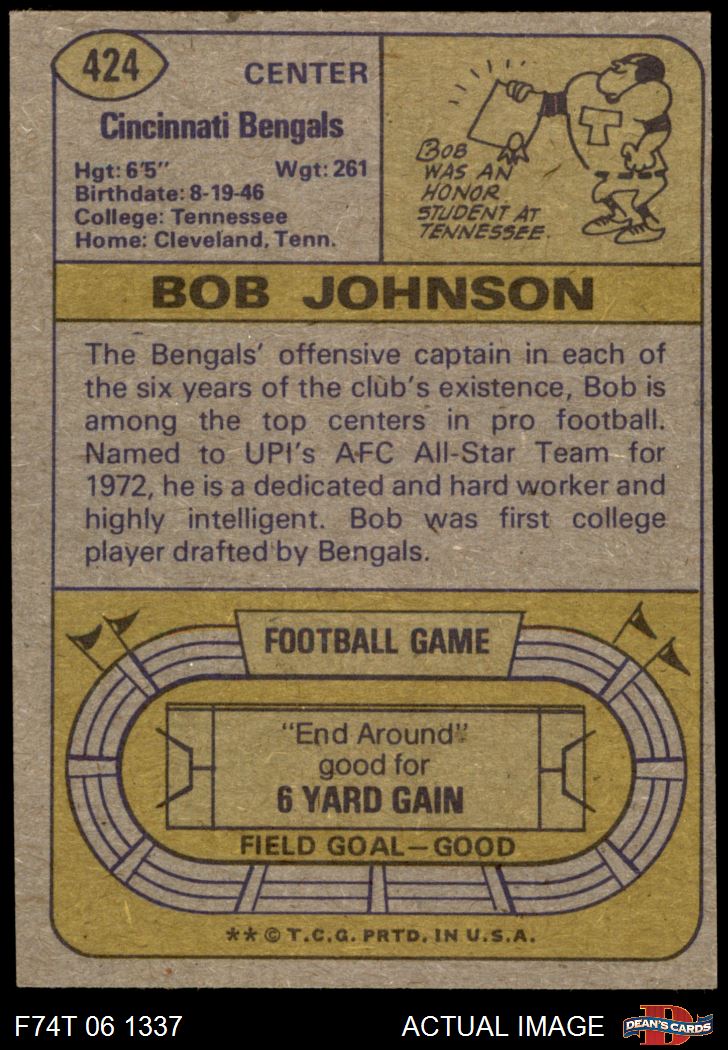 424
CENTER
Cincinnati Bengals
Hgt: 6'5" Wgt: 261
Birthdate: 8-19-46
College: Tennessee
Home: Cleveland, Tenn.
T
BOB
WAS AN
HONOR
STUDENT AT
TENNESSEE.
BOB JOHNSON
The Bengals' offensive captain in each of
the six years of the club's existence, Bob is
among the top centers in pro football.
Named to UPI's AFC All-Star Team for
1972, he is a dedicated and hard worker and
highly intelligent. Bob was first college
player drafted by Bengals.
FOOTBALL GAME
"End Around"
good for
6 YARD GAIN
FIELD GOAL—GOOD
** © T.C.G. PRTD. IN U.S.A.
F74T 06 1337 ACTUAL IMAGE
D
DEAN'S CARDS